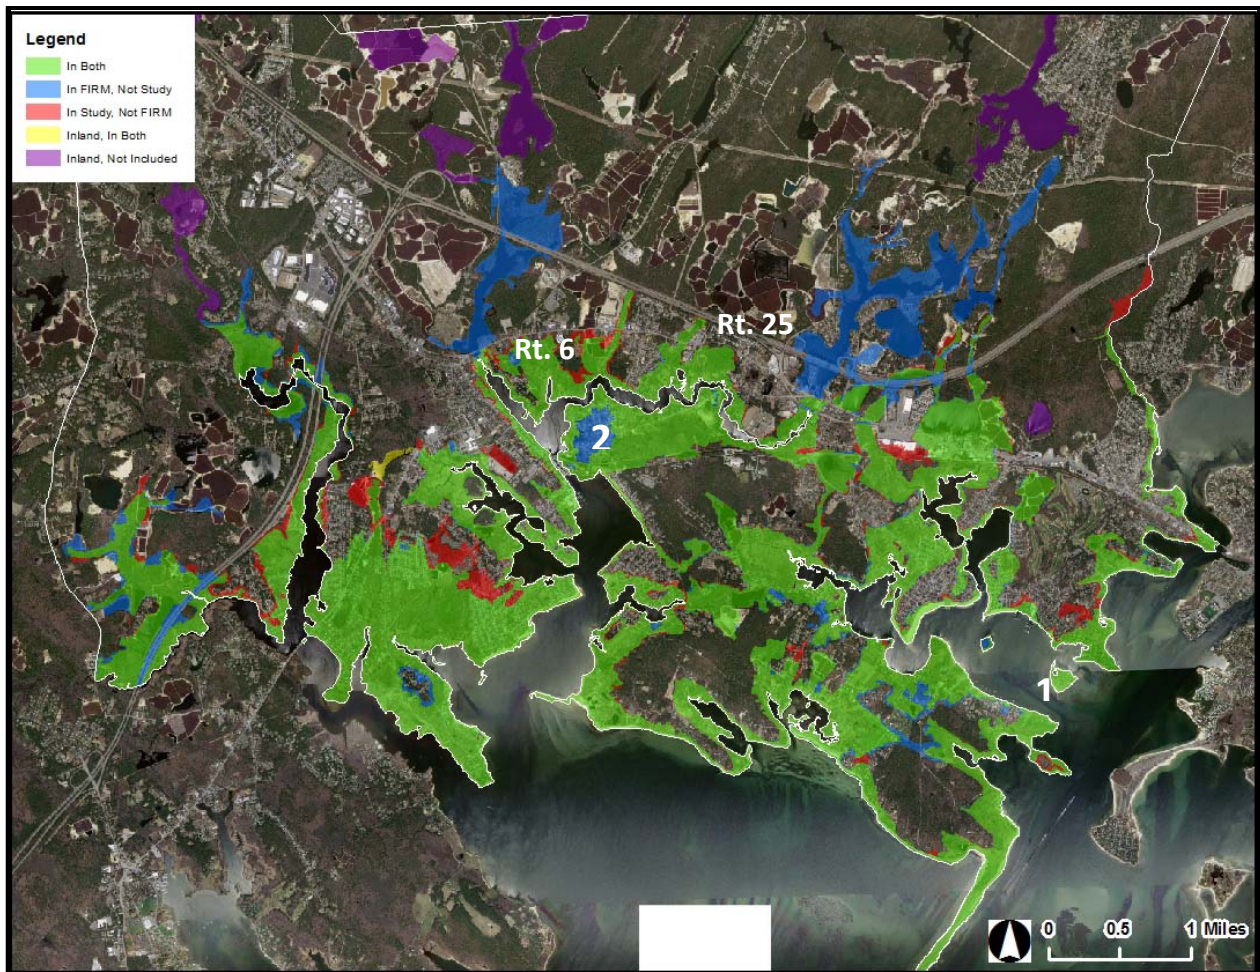 Legend
In Both
In FIRM, Not Study
In Study, Not FIRM
Inland, In Both
Inland, Not Included
Rt. 25
Rt. 6
2
1
0 0.5 1 Miles